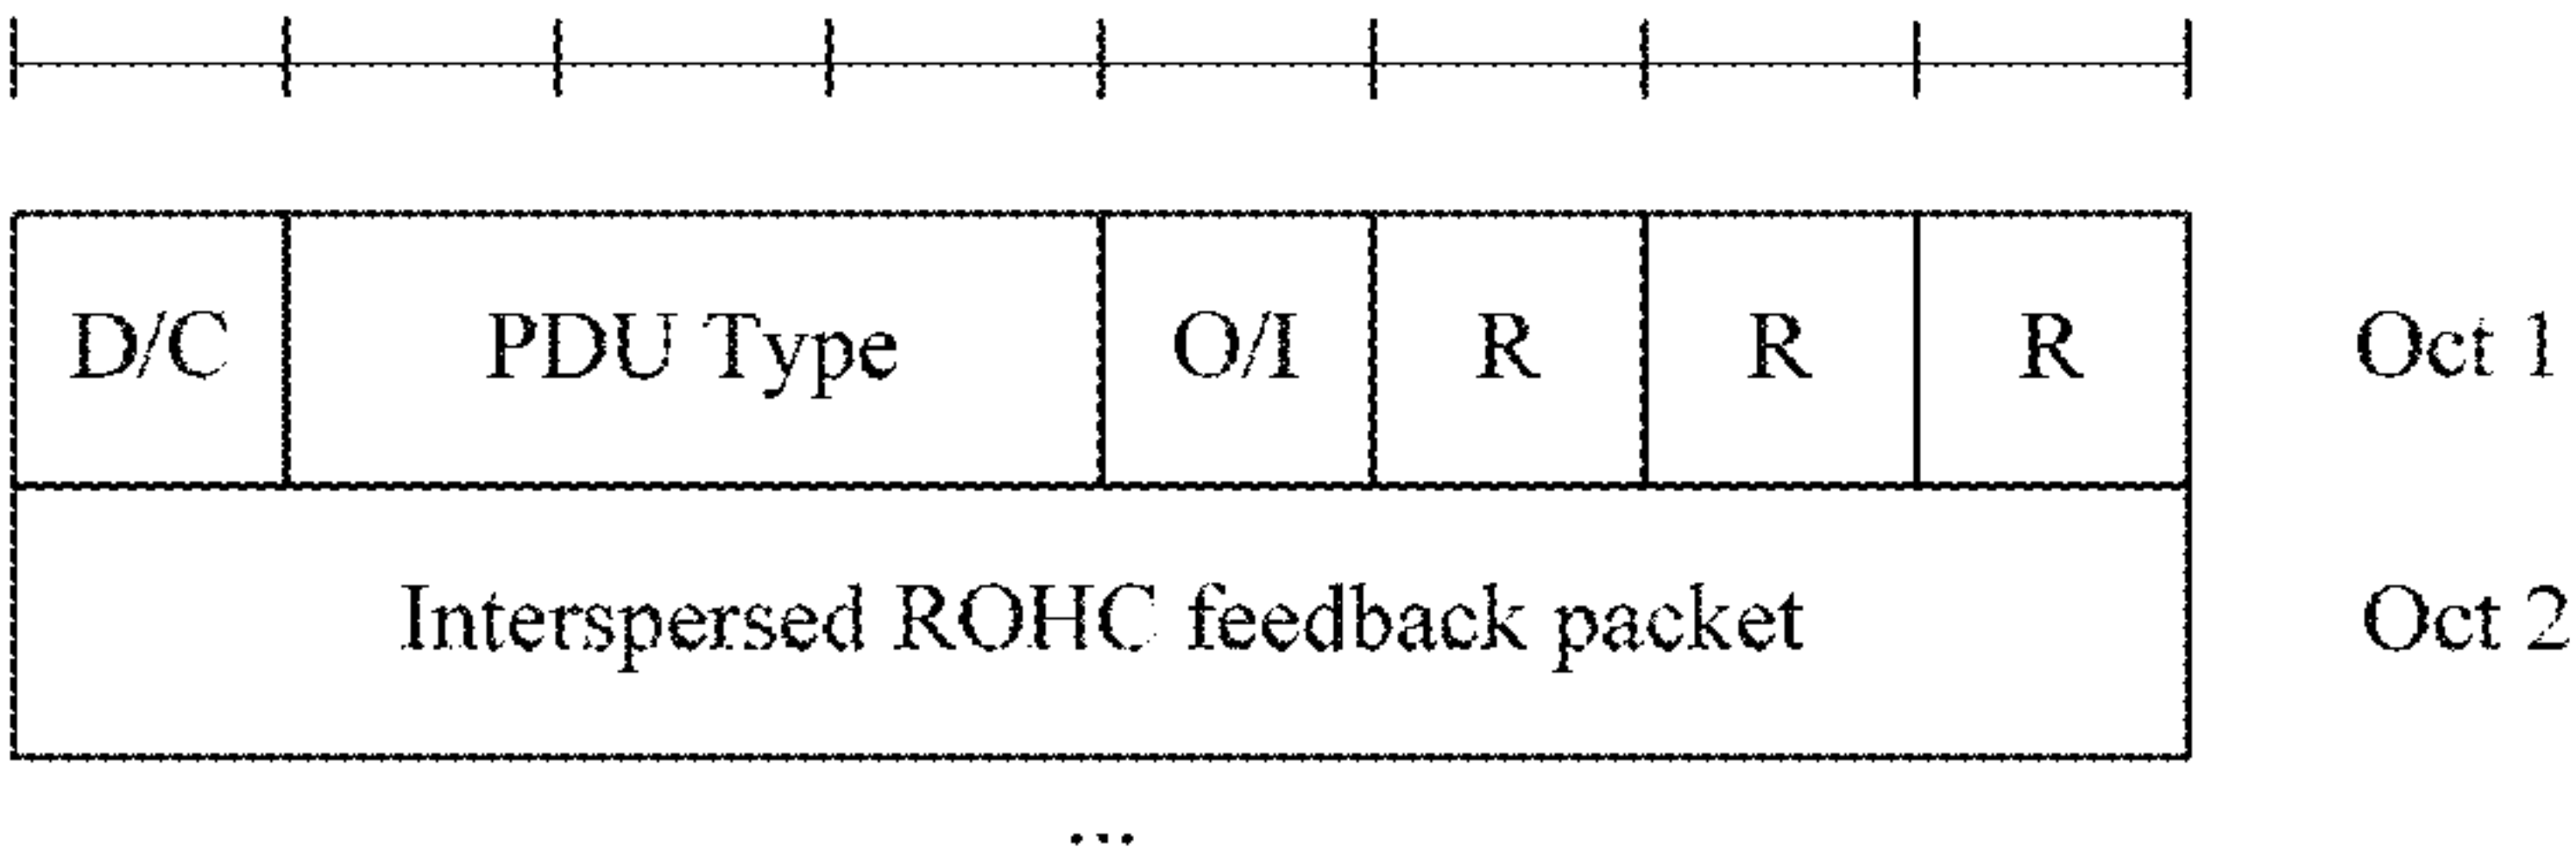 D/C PDU Type O/I R R R Oct 1
Interspersed ROHC feedback packet Oct 2
...